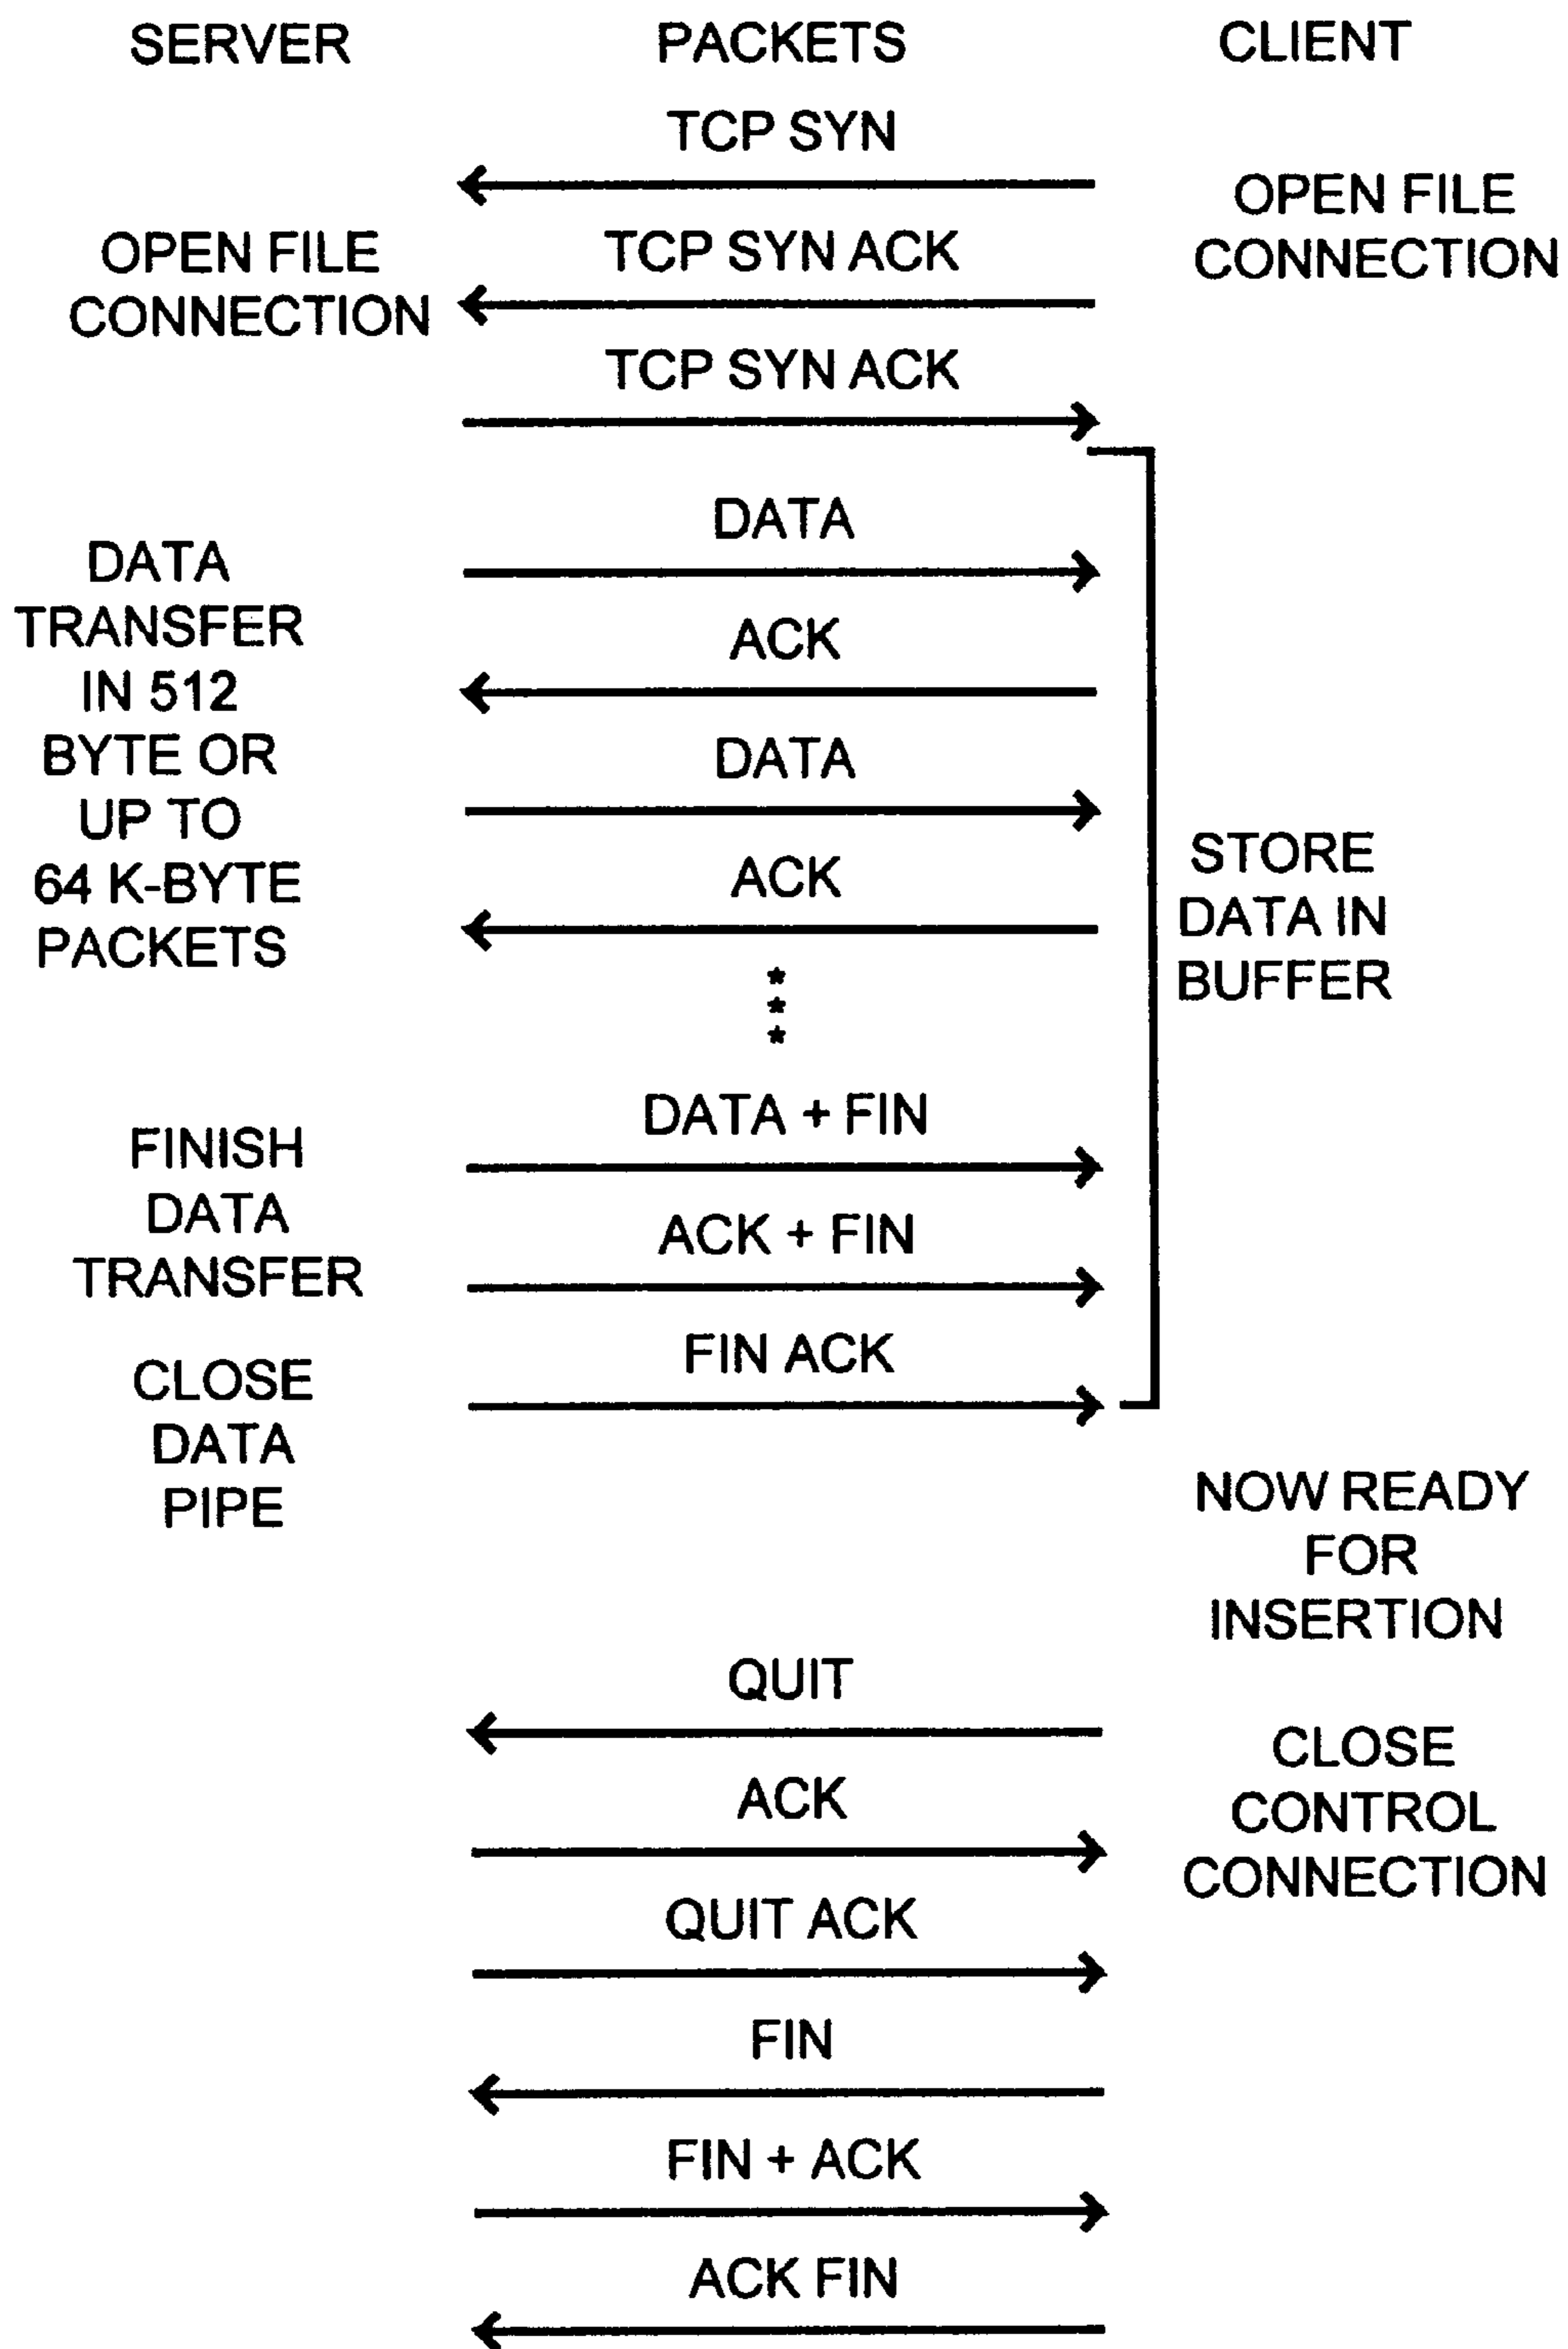 SERVER PACKETS CLIENT
TCP SYN
OPEN FILE
CONNECTION
OPEN FILE
CONNECTION
TCP SYN ACK
TCP SYN ACK
DATA
DATA
TRANSFER
IN 512
BYTE OR
UP TO
64 K-BYTE
PACKETS
ACK
DATA
ACK
*
*
*
STORE
DATA IN
BUFFER
DATA + FIN
FINISH
DATA
TRANSFER
ACK + FIN
FIN ACK
CLOSE
DATA
PIPE
NOW READY
FOR
INSERTION
QUIT
CLOSE
CONTROL
CONNECTION
ACK
QUIT ACK
FIN
FIN + ACK
ACK FIN